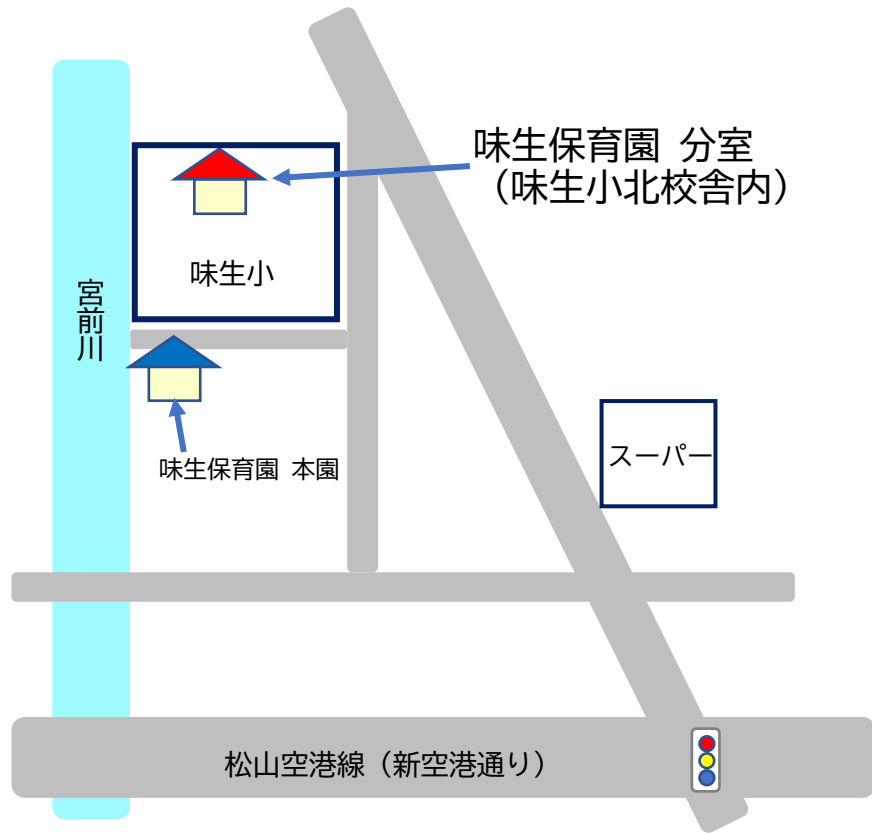 味生保育園 分室
（味生小北校舎内）
味生小
宮前川
味生保育園 本園
スーパー
松山空港線（新空港通り）